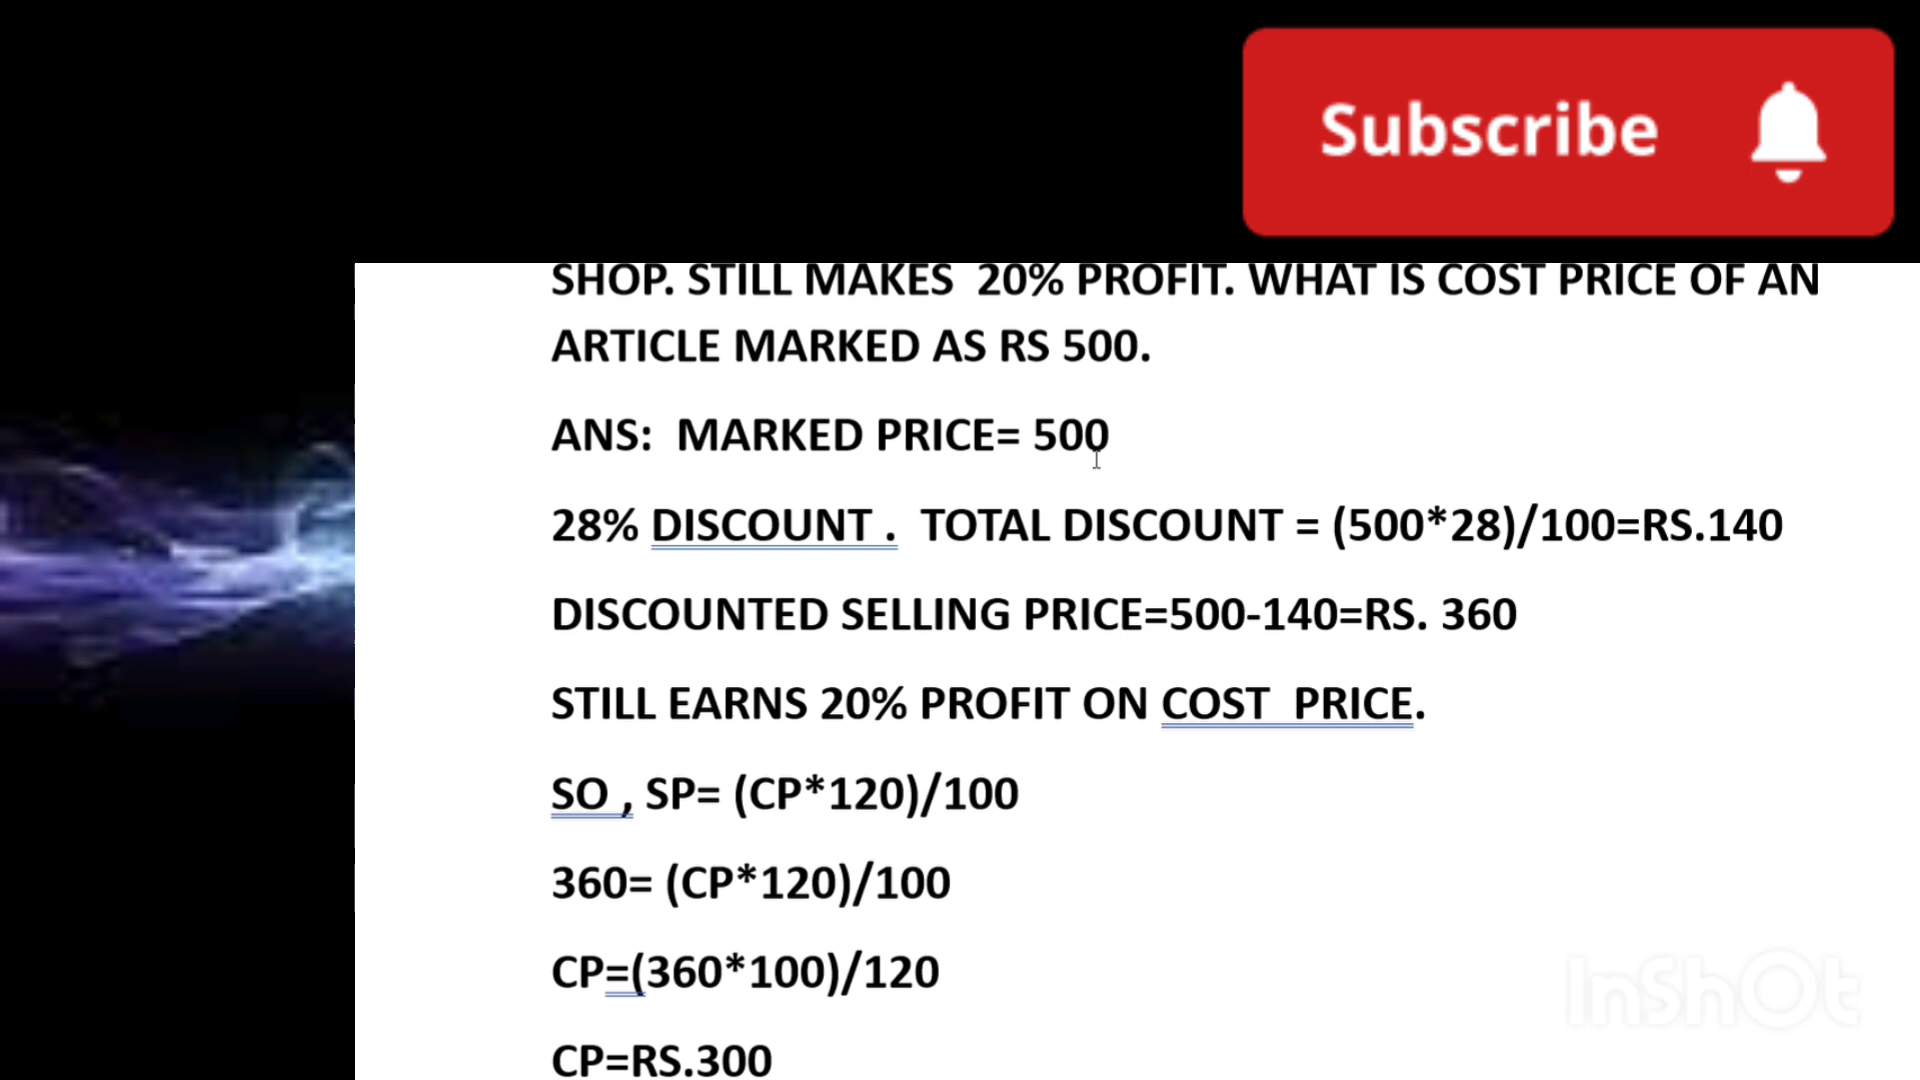 Subscribe
SHOP. STILL MAKES 20% PROFIT. WHAT IS COST PRICE OF AN
ARTICLE MARKED AS RS 500.
ANS: MARKED PRICE= 500
28% DISCOUNT . TOTAL DISCOUNT = (500*28)/100=RS.140
DISCOUNTED SELLING PRICE=500-140=RS. 360
STILL EARNS 20% PROFIT ON COST PRICE.
SO , SP= (CP*120)/100
360= (CP*120)/100
CP=(360*100)/120
CP=RS.300
InShOt